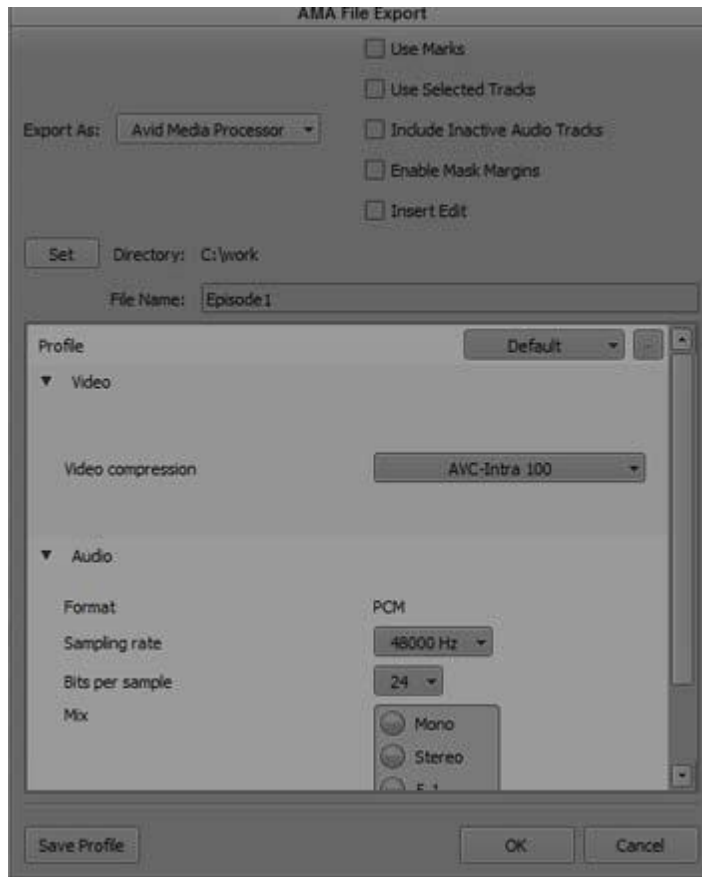 AMA File Export
Use Marks
Use Selected Tracks
Export As: Avid Media Processor
Include Inactive Audio Tracks
Enable Mask Margins
Insert Edit
Set Directory: C:\work
File Name: Episode1
Profile Default -
Video
Video compression AVC-Intra 100
Audio
Format PCM
Sampling rate 48000 Hz
Bits per sample 24
Mix Mono
Stereo
5.1
Save Profile OK Cancel